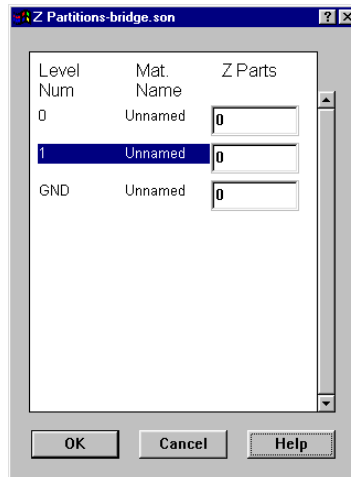 Z Partitions-bridge.son
Level Num Mat. Name Z Parts
0 Unnamed 0
1 Unnamed 0
GND Unnamed 0
OK Cancel Help